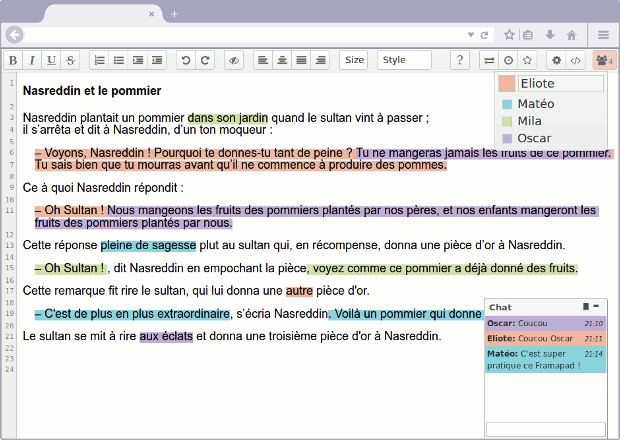 Size
Style
4
Eliote
Matéo
Mila
Oscar
1 Nasreddin et le pommier
2
3 Nasreddin plantait un pommier dans son jardin quand le sultan vint à passer ;
4 il s'arrêta et dit à Nasreddin, d'un ton moqueur :
5
6 – Voyons, Nasreddin ! Pourquoi te donnes-tu tant de peine ? Tu ne mangeras jamais les fruits de ce pommier.
7 Tu sais bien que tu mourras avant qu'il ne commence à produire des pommes.
8
9 Ce à quoi Nasreddin répondit :
10
11 – Oh Sultan ! Nous mangeons les fruits des pommiers plantés par nos pères, et nos enfants mangeront les
fruits des pommiers plantés par nous.
12
13 Cette réponse pleine de sagesse plut au sultan qui, en récompense, donna une pièce d'or à Nasreddin.
14
15 – Oh Sultan ! , dit Nasreddin en empochant la pièce, voyez comme ce pommier a déjà donné des fruits.
16
17 Cette remarque fit rire le sultan, qui lui donna une autre pièce d'or.
18
19 – C'est de plus en plus extraordinaire, s'écria Nasreddin. Voilà un pommier qui donne
20
21 Le sultan se mit à rire aux éclats et donna une troisième pièce d'or à Nasreddin.
22
23
24
Chat
Oscar: Coucou 21:10
Eliote: Coucou Oscar 21:11
Matéo: C'est super 21:14
pratique ce Framapad !